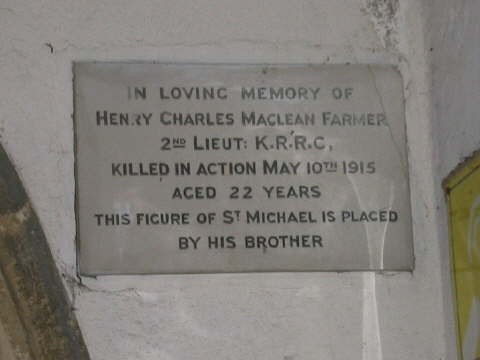 IN LOVING MEMORY OF
HENRY CHARLES MACLEAN FARMER
2ND LIEUT: K.R.R.C,
KILLED IN ACTION MAY 10TH 1915
AGED 22 YEARS
THIS FIGURE OF ST MICHAEL IS PLACED
BY HIS BROTHER